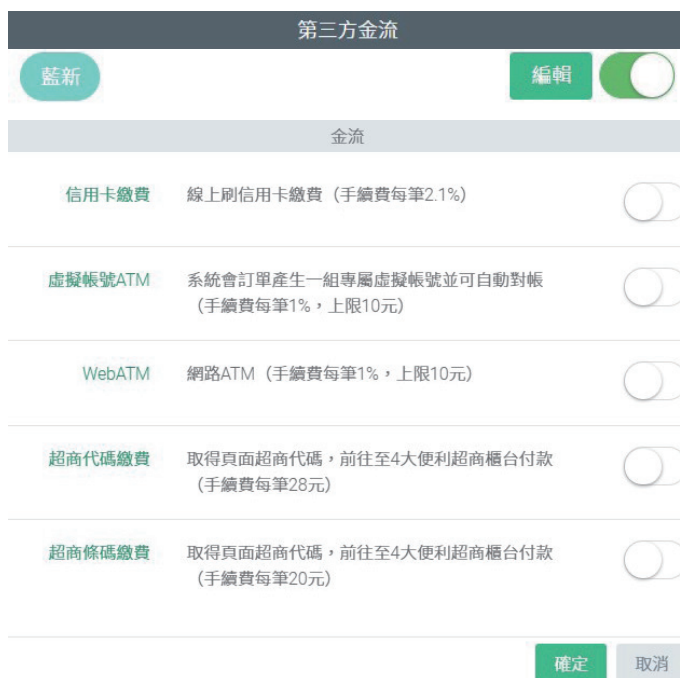 第三方金流
藍新
編輯
金流
信用卡繳費
線上刷信用卡繳費（手續費每筆2.1%）
虛擬帳號ATM
系統會訂單產生一組專屬虛擬帳號並可自動對帳
（手續費每筆1%，上限10元）
WebATM
網路ATM（手續費每筆1%，上限10元）
超商代碼繳費
取得頁面超商代碼，前往至4大便利超商櫃台付款
（手續費每筆28元）
超商條碼繳費
取得頁面超商代碼，前往至4大便利超商櫃台付款
（手續費每筆20元）
確定
取消